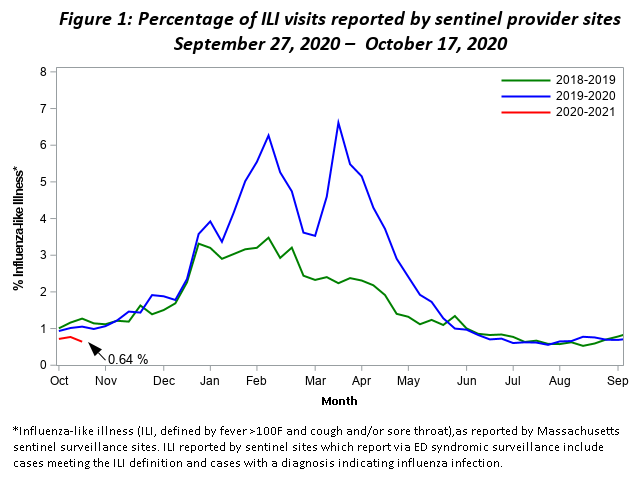 Figure 1: Percentage of ILI visits reported by sentinel provider sites
September 27, 2020 – October 17, 2020
8
7
6
5
4
3
2
1
0
% Influenza-like Illness*
2018-2019
2019-2020
2020-2021
0.64 %
Oct Nov Dec Jan Feb Mar Apr May Jun Jul Aug Sep
Month
*Influenza-like illness (ILI, defined by fever >100F and cough and/or sore throat),as reported by Massachusetts
sentinel surveillance sites. ILI reported by sentinel sites which report via ED syndromic surveillance include
cases meeting the ILI definition and cases with a diagnosis indicating influenza infection.